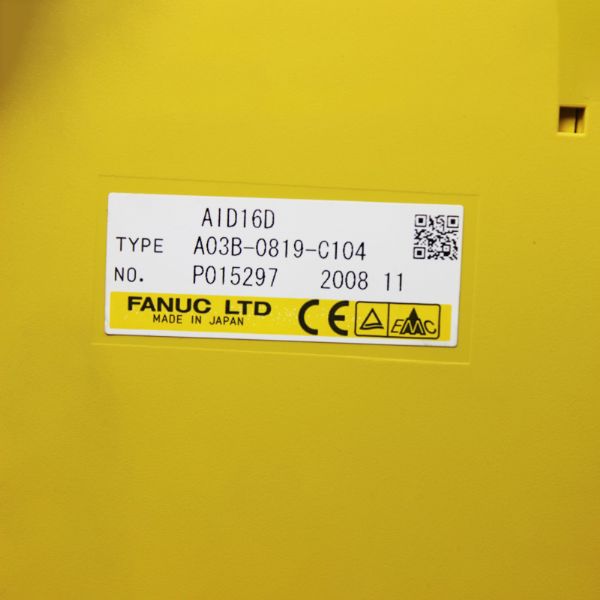 AID16D
TYPE A03B-0819-C104
NO. P015297 2008 11
FANUC LTD
MADE IN JAPAN
CE
EMC